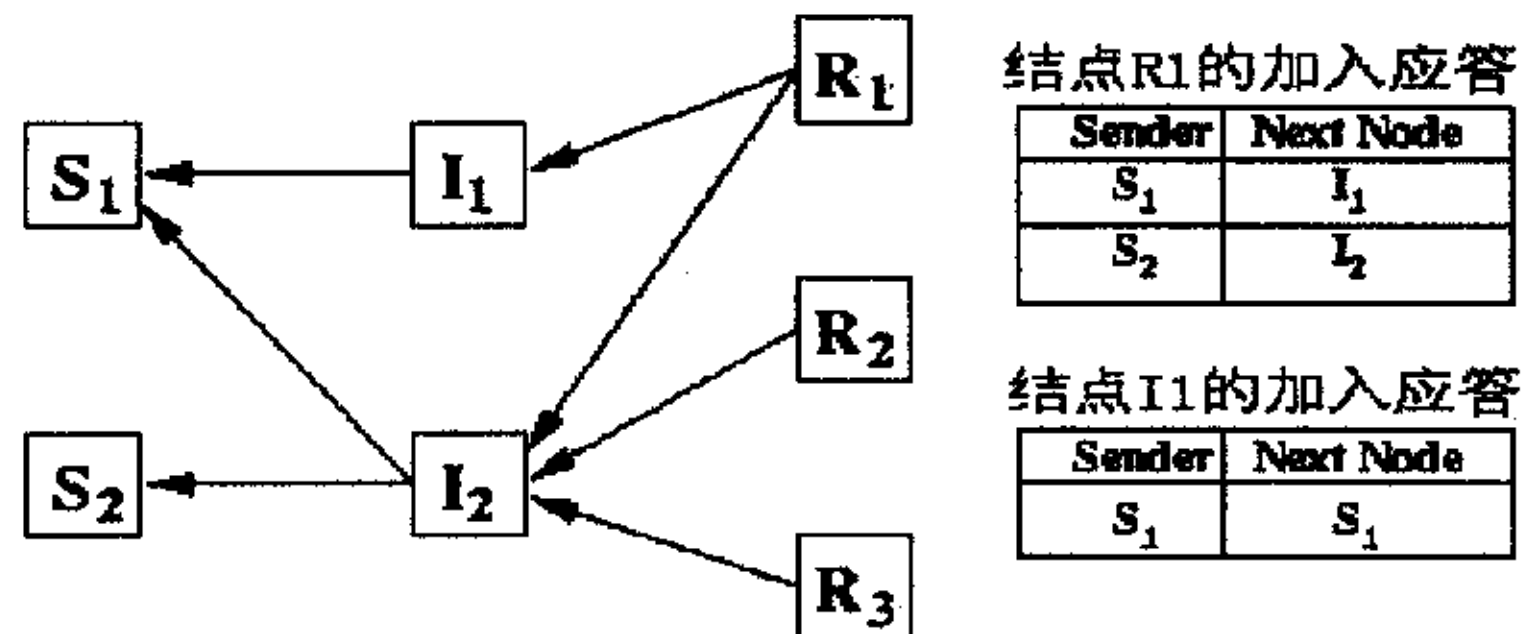 R1
S1
I1
R2
S2
I2
R3
结点R1的加入应答
Sender Next Node
S1 I1
S2 I2
结点I1的加入应答
Sender Next Node
S1 S1